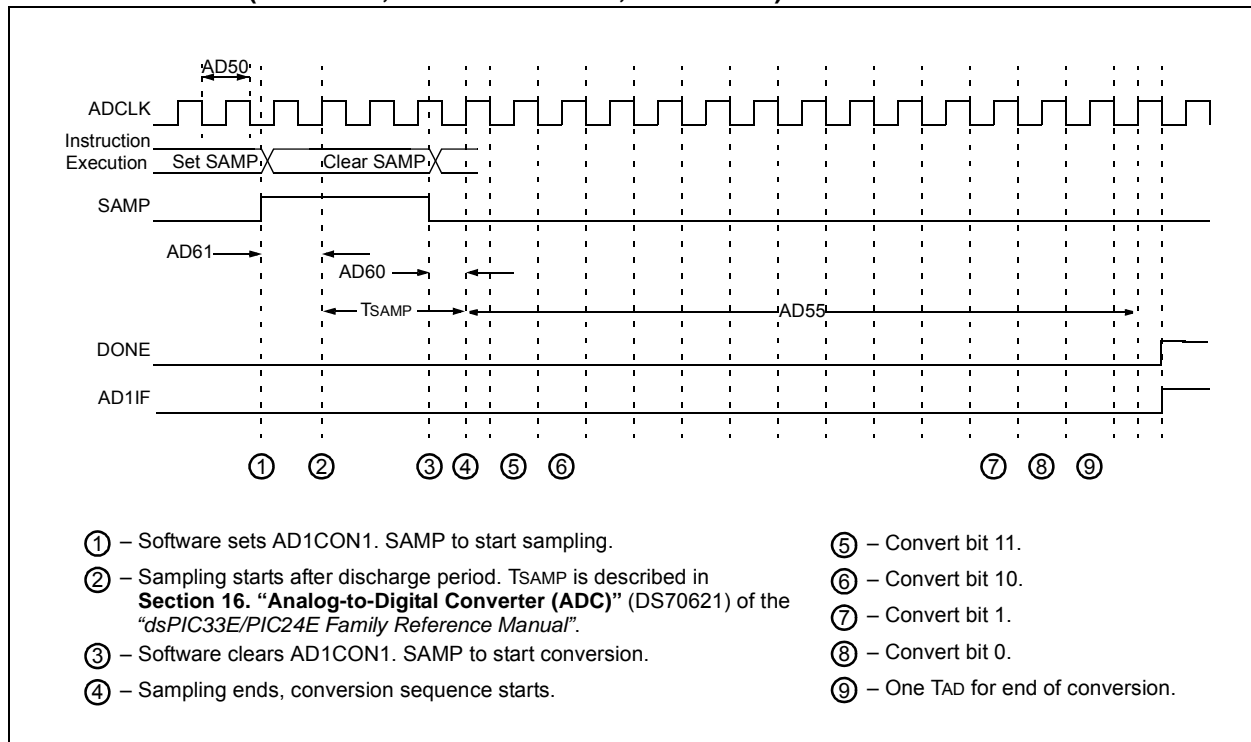 AD50
ADCLK
Instruction
Execution
Set SAMP
Clear SAMP
SAMP
AD61
AD60
TSAMP
AD55
DONE
AD1IF
1 2 3 4 5 6 7 8 9
1 – Software sets AD1CON1. SAMP to start sampling.
2 – Sampling starts after discharge period. TSAMP is described in
Section 16. “Analog-to-Digital Converter (ADC)” (DS70621) of the
“dsPIC33E/PIC24E Family Reference Manual”.
3 – Software clears AD1CON1. SAMP to start conversion.
4 – Sampling ends, conversion sequence starts.
5 – Convert bit 11.
6 – Convert bit 10.
7 – Convert bit 1.
8 – Convert bit 0.
9 – One TAD for end of conversion.